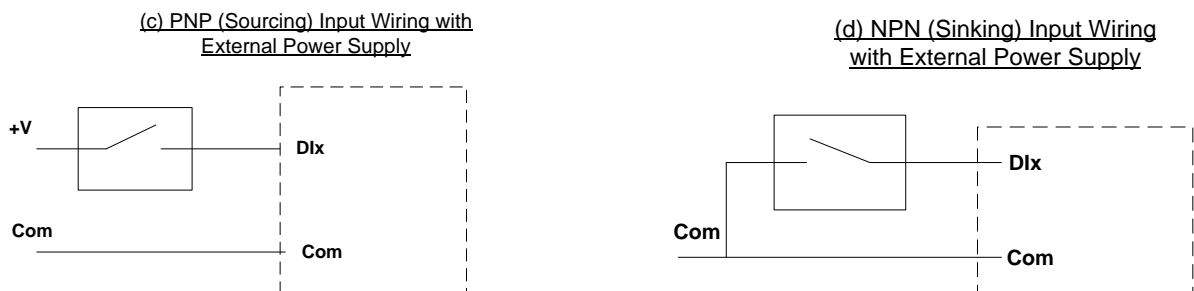 (c) PNP (Sourcing) Input Wiring with
External Power Supply
+V
DIx
Com
Com
(d) NPN (Sinking) Input Wiring
with External Power Supply
DIx
Com
Com